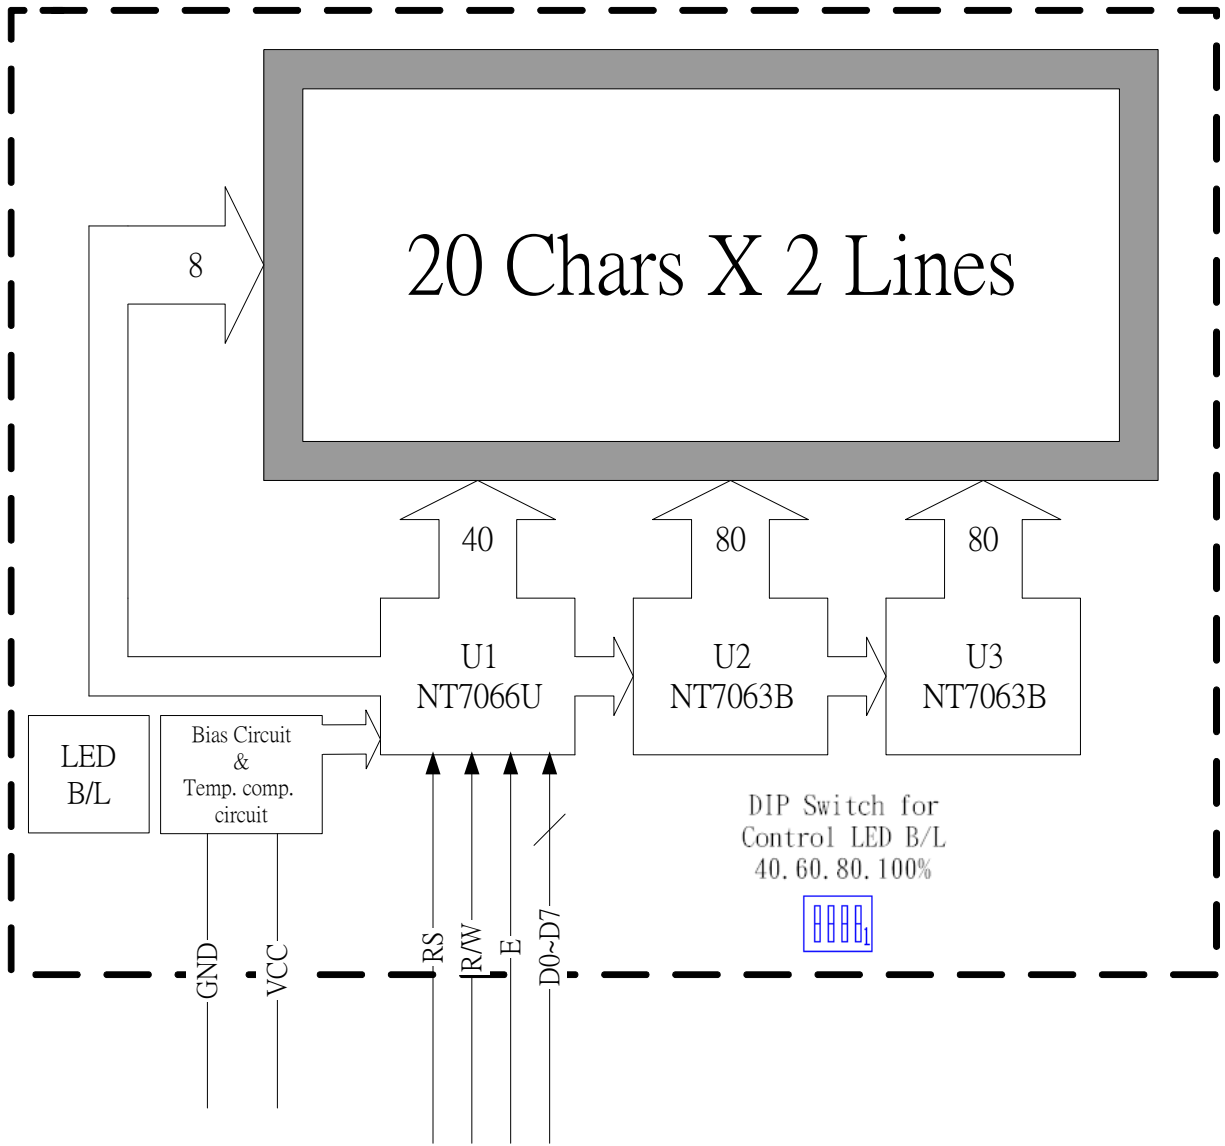 20 Chars X 2 Lines
8
40
80
80
U1
NT7066U
U2
NT7063B
U3
NT7063B
LED
B/L
Bias Circuit
&
Temp. comp.
circuit
DIP Switch for
Control LED B/L
40.60.80.100%
1
GND
VCC
RS
R/W
E
D0~D7